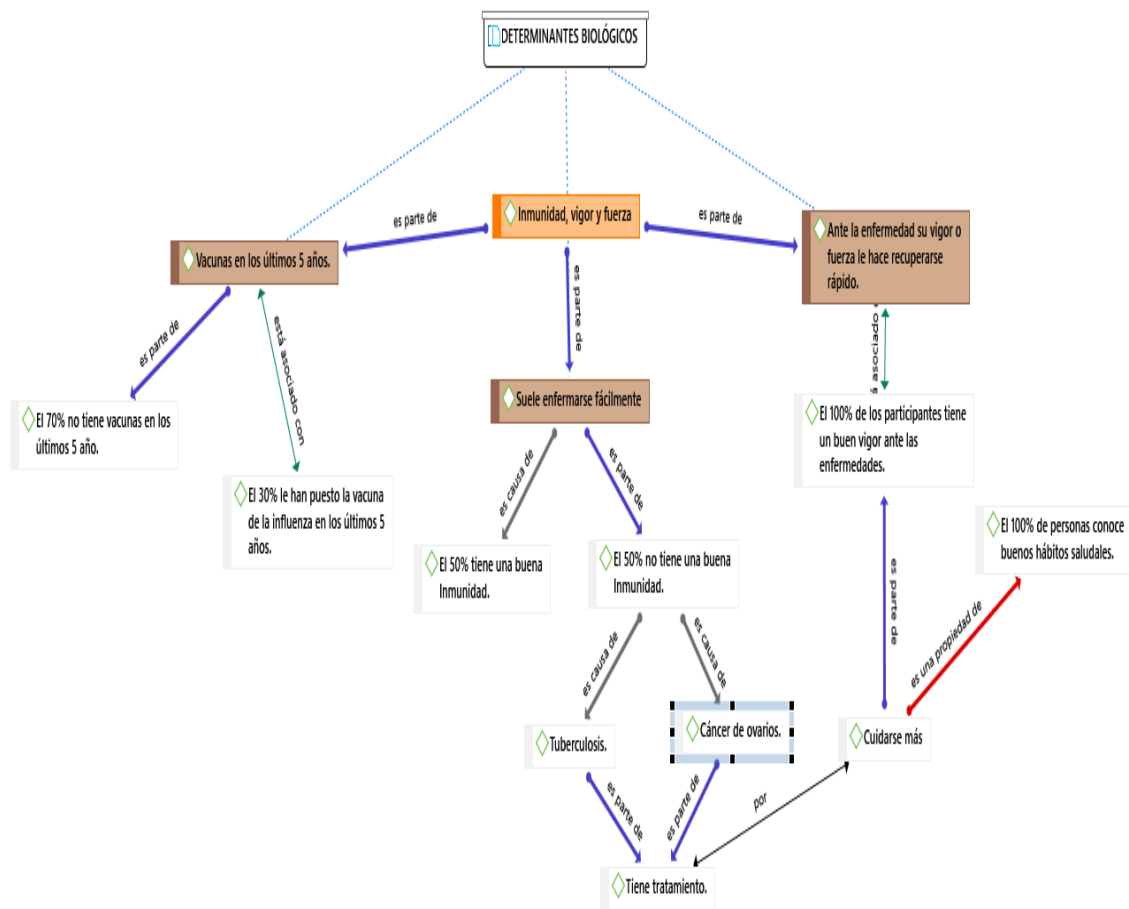 DETERMINANTES BIOLÓGICOS
Inmunidad, vigor y fuerza
es parte de
es parte de
es parte de
Vacunas en los últimos 5 años.
Ante la enfermedad su vigor o
fuerza le hace recuperarse
rápido.
es parte de
está asociado con
asociado
Suele enfermarse fácilmente
El 70% no tiene vacunas en los
últimos 5 año.
El 30% le han puesto la vacuna
de la influenza en los últimos 5
años.
El 100% de los participantes tiene
un buen vigor ante las
enfermedades.
es causa de
es parte de
El 50% tiene una buena
Inmunidad.
El 50% no tiene una buena
Inmunidad.
El 100% de personas conoce
buenos hábitos saludales.
es parte de
es una propiedad de
es causa de
es causa de
Tuberculosis.
Cáncer de ovarios.
Cuidarse más
es parte de
es parte de
por
Tiene tratamiento.